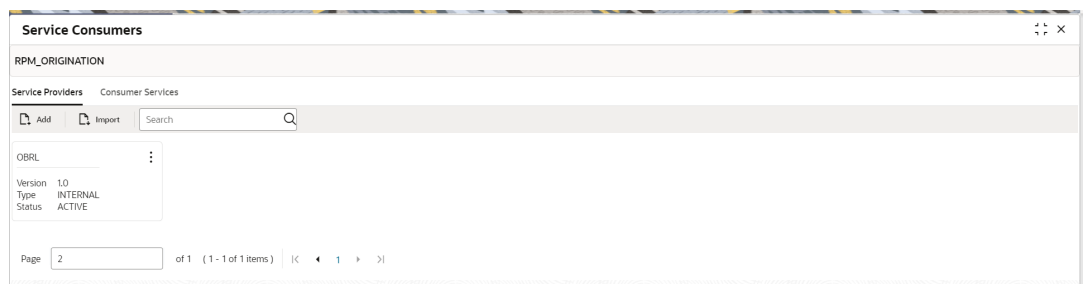 Service Consumers
RPM_ORIGINATION
Service Providers Consumer Services
Add Import Search
OBRL
Version 1.0
Type INTERNAL
Status ACTIVE
Page 2 of 1 ( 1 - 1 of 1 items ) 1